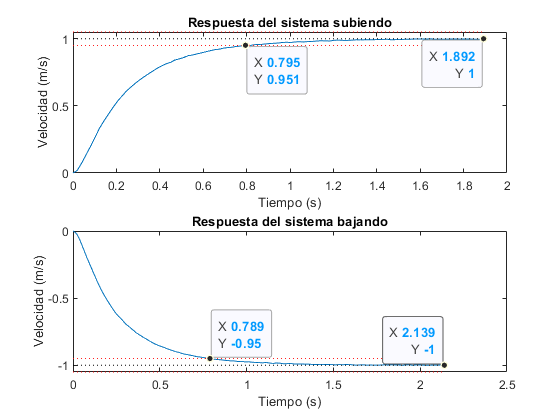 Respuesta del sistema subiendo
Velocidad (m/s)
1
0.5
0
X 0.795
Y 0.951
X 1.892
Y 1
0 0.2 0.4 0.6 0.8 1 1.2 1.4 1.6 1.8 2
Tiempo (s)
Respuesta del sistema bajando
Velocidad (m/s)
0
-0.5
-1
X 0.789
Y -0.95
X 2.139
Y -1
0 0.5 1 1.5 2 2.5
Tiempo (s)